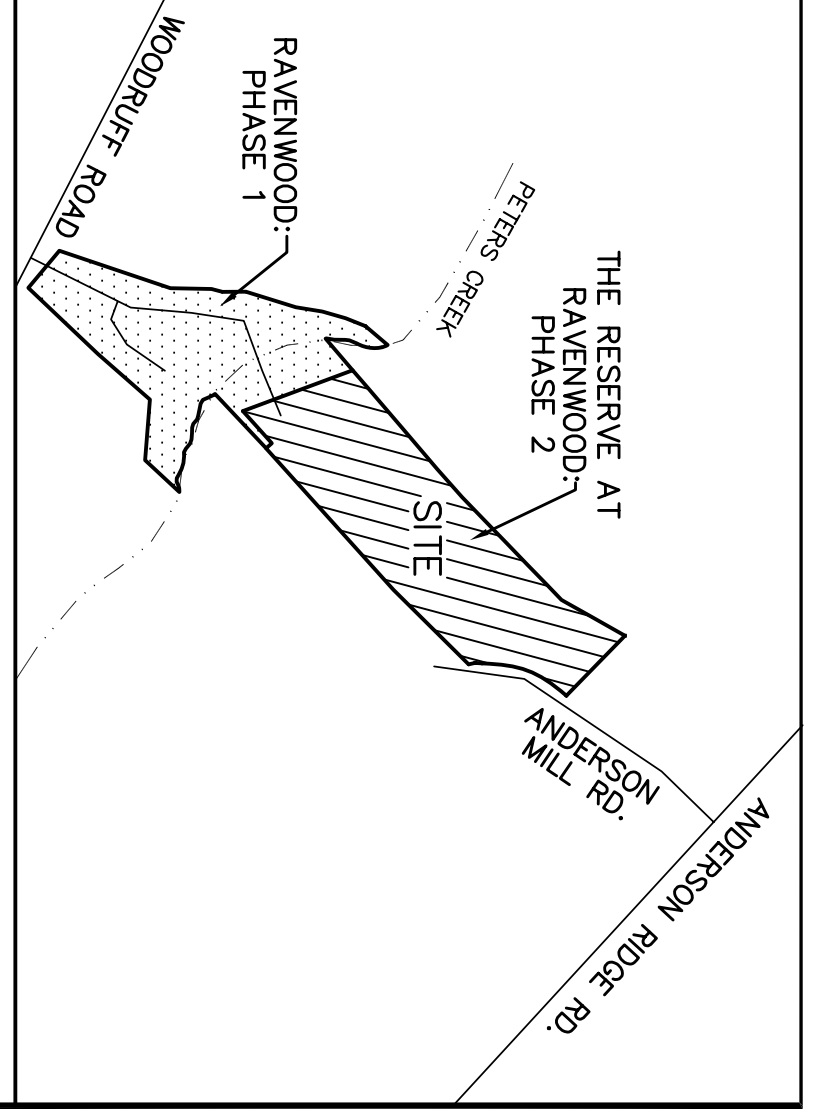 THE RESERVE AT
RAVENWOOD:
PHASE 2
ANDERSON RIDGE RD.
ANDERSON
MILL RD.
PETERS CREEK
SITE
RAVENWOOD:
PHASE 1
WOODRUFF ROAD